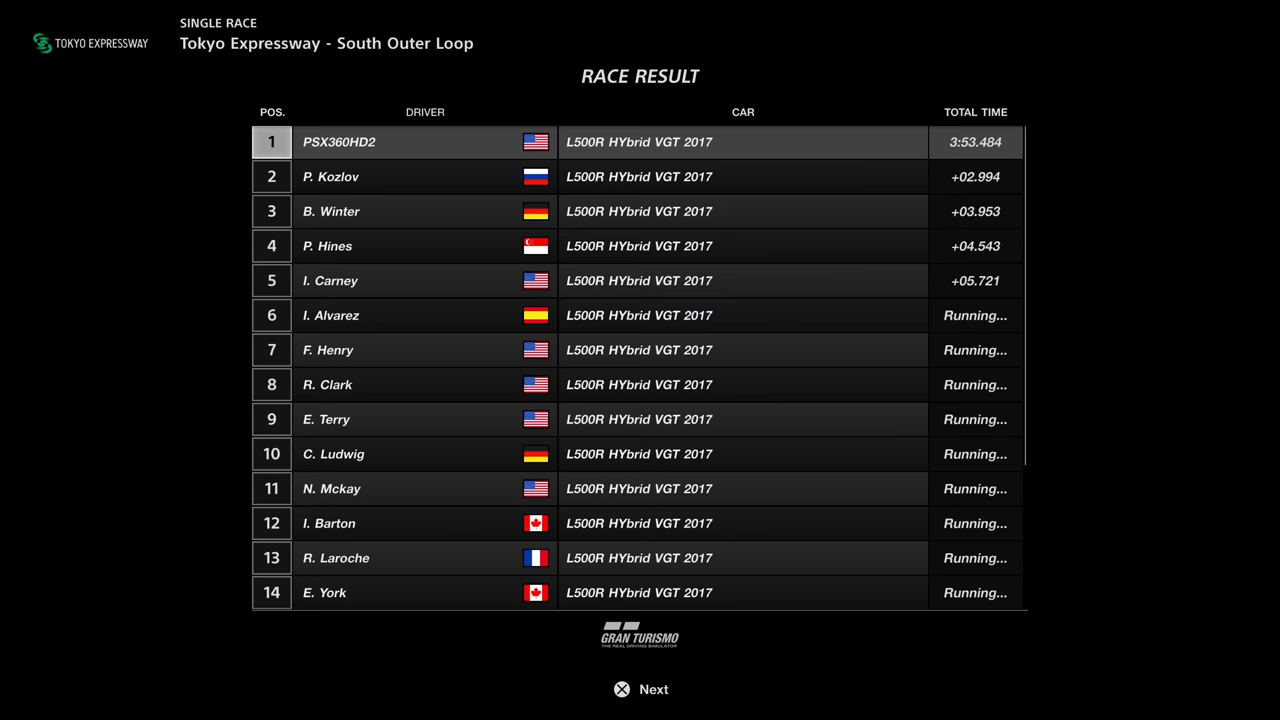 SINGLE RACE
TOKYO EXPRESSWAY
Tokyo Expressway - South Outer Loop
RACE RESULT
POS. DRIVER CAR TOTAL TIME
1 PSX360HD2 L500R HYbrid VGT 2017 3:53.484
2 P. Kozlov L500R HYbrid VGT 2017 +02.994
3 B. Winter L500R HYbrid VGT 2017 +03.953
4 P. Hines L500R HYbrid VGT 2017 +04.543
5 I. Carney L500R HYbrid VGT 2017 +05.721
6 I. Alvarez L500R HYbrid VGT 2017 Running...
7 F. Henry L500R HYbrid VGT 2017 Running...
8 R. Clark L500R HYbrid VGT 2017 Running...
9 E. Terry L500R HYbrid VGT 2017 Running...
10 C. Ludwig L500R HYbrid VGT 2017 Running...
11 N. Mckay L500R HYbrid VGT 2017 Running...
12 I. Barton L500R HYbrid VGT 2017 Running...
13 R. Laroche L500R HYbrid VGT 2017 Running...
14 E. York L500R HYbrid VGT 2017 Running...
GRAN TURISMO
THE REAL DRIVING SIMULATOR
Next